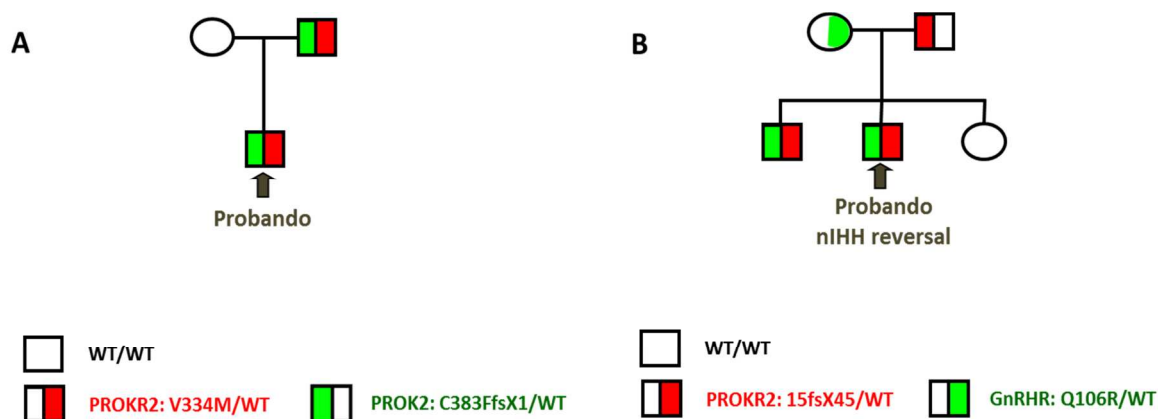 A
B
Probando
Probando
nIHH reversal
WT/WT
PROKR2: V334M/WT
PROK2: C383FfsX1/WT
WT/WT
PROKR2: 15fsX45/WT
GnRHR: Q106R/WT